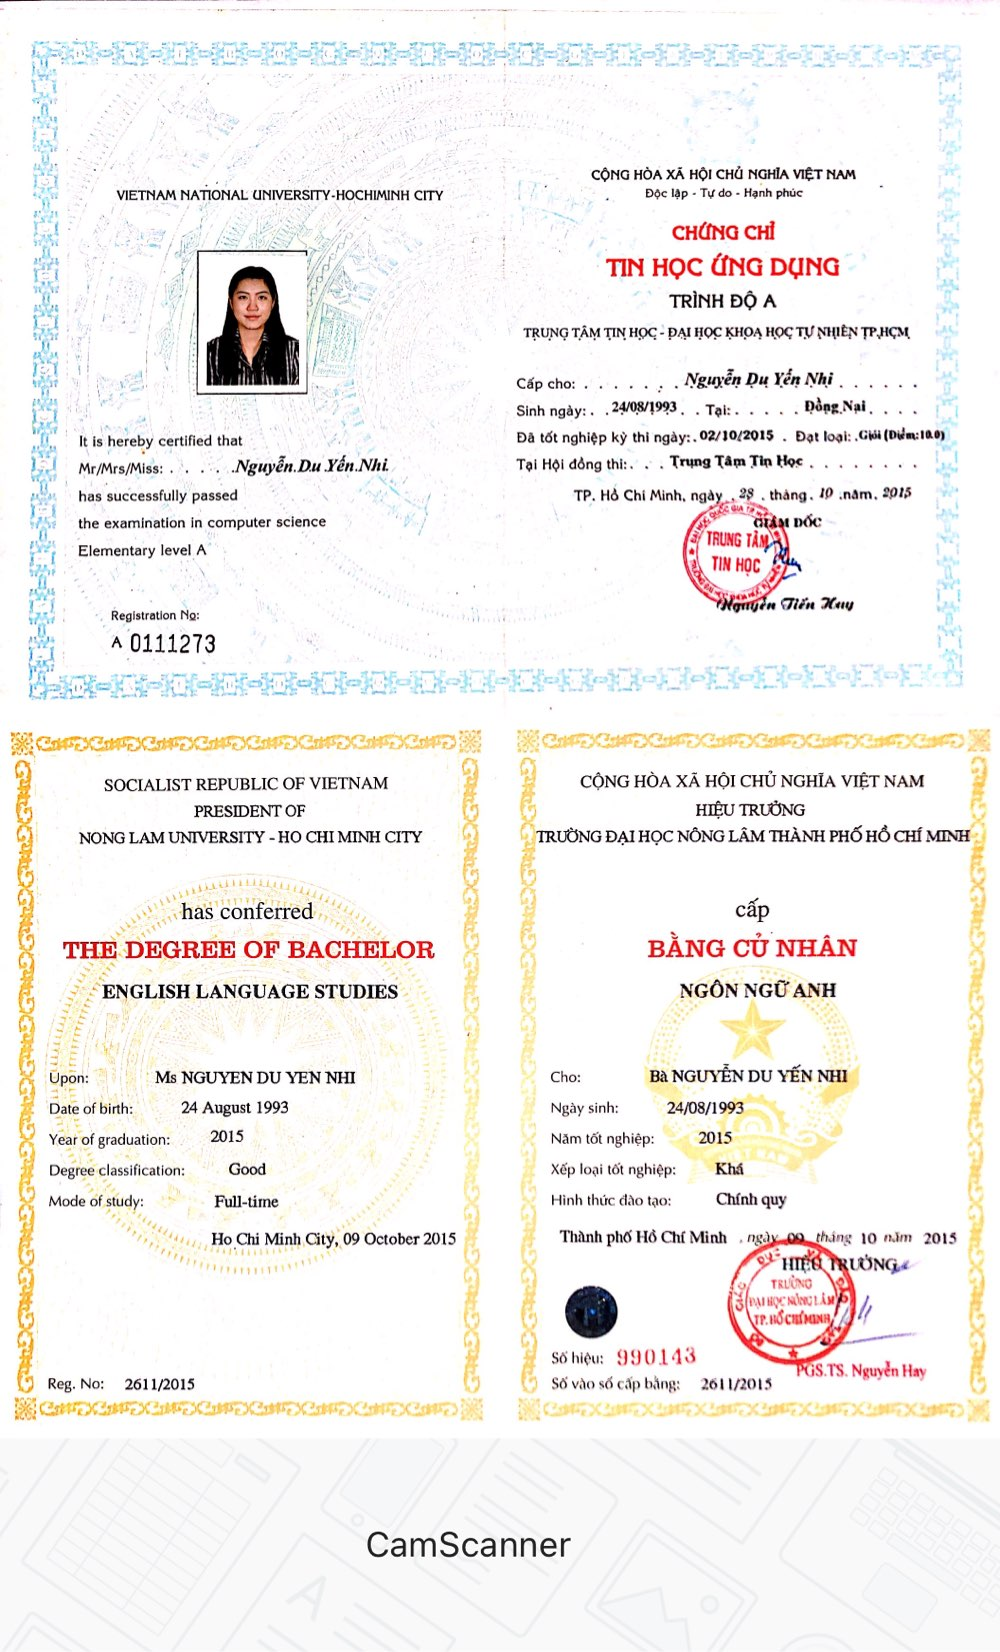 VIETNAM NATIONAL UNIVERSITY-HOCHIMINH CITY
It is hereby certified that
Mr/Mrs/Miss: . . . . . .Nguyễn.Du.Yến.Nhi.
has successfully passed
the examination in computer science
Elementary level A
Registration No:
A 0111273
CỘNG HÒA XÃ HỘI CHỦ NGHĨA VIỆT NAM
Độc lập - Tự do - Hạnh phúc
CHỨNG CHỈ
TIN HỌC ỨNG DỤNG
TRÌNH ĐỘ A
TRUNG TÂM TIN HỌC - ĐẠI HỌC KHOA HỌC TỰ NHIÊN TP.HCM
Cấp cho: . . . . . . . Nguyễn Du Yến Nhi . . . . . .
Sinh ngày: . . 24/08/1993 . . Tại: . . . . . Đồng Nai . . . .
Đã tốt nghiệp kỳ thi ngày: . 02/10/2015 . Đạt loại: . Giỏi (Điểm:10.0)
Tại Hội đồng thi: . . . Trung Tâm Tin Học . . . . . . . .
TP. Hồ Chí Minh, ngày . 28 . tháng . 10 .năm . 2015
GIÁM ĐỐC
TRUNG TÂM
TIN HỌC
Nguyễn Tiến Huy
SOCIALIST REPUBLIC OF VIETNAM
PRESIDENT OF
NONG LAM UNIVERSITY - HO CHI MINH CITY
has conferred
THE DEGREE OF BACHELOR
ENGLISH LANGUAGE STUDIES
Upon: Ms NGUYEN DU YEN NHI
Date of birth: 24 August 1993
Year of graduation: 2015
Degree classification: Good
Mode of study: Full-time
Ho Chi Minh City, 09 October 2015
Reg. No: 2611/2015
CỘNG HÒA XÃ HỘI CHỦ NGHĨA VIỆT NAM
HIỆU TRƯỞNG
TRƯỜNG ĐẠI HỌC NÔNG LÂM THÀNH PHỐ HỒ CHÍ MINH
cấp
BẰNG CỬ NHÂN
NGÔN NGỮ ANH
Cho: Bà NGUYỄN DU YẾN NHI
Ngày sinh: 24/08/1993
Năm tốt nghiệp: 2015
Xếp loại tốt nghiệp: Khá
Hình thức đào tạo: Chính quy
Thành phố Hồ Chí Minh , ngày 09 tháng 10 năm 2015
HIỆU TRƯỞNG
TRƯỜNG
ĐẠI HỌC NÔNG LÂM
TP. HỒ CHÍ MINH
Số hiệu: 990143
PGS.TS. Nguyễn Hay
Số vào sổ cấp bằng: 2611/2015
CamScanner